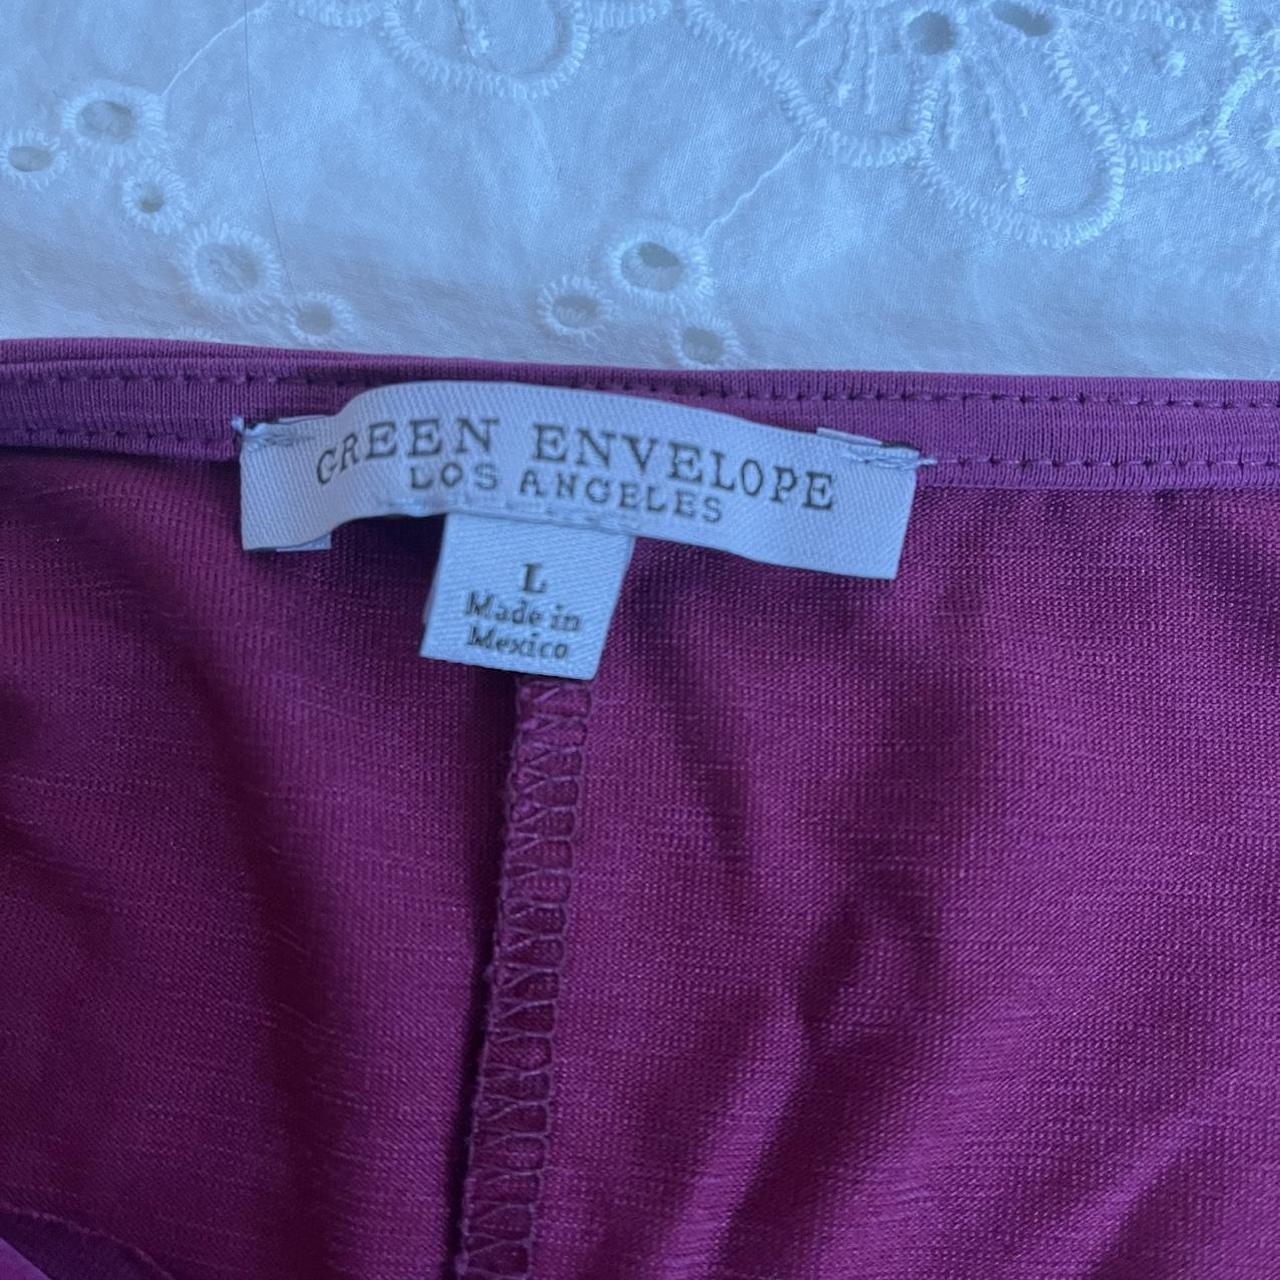 GREEN ENVELOPE
LOS ANGELES
L
Made in
Mexico